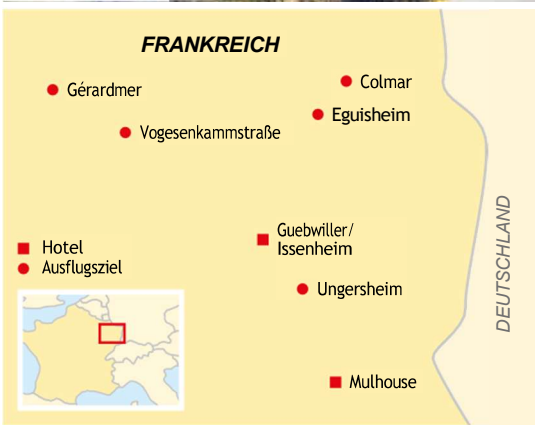 FRANKREICH
Colmar
Gérardmer
Eguisheim
Vogesenkammstraße
DEUTSCHLAND
Guebwiller/
Issenheim
Hotel
Ausflugsziel
Ungersheim
Mulhouse